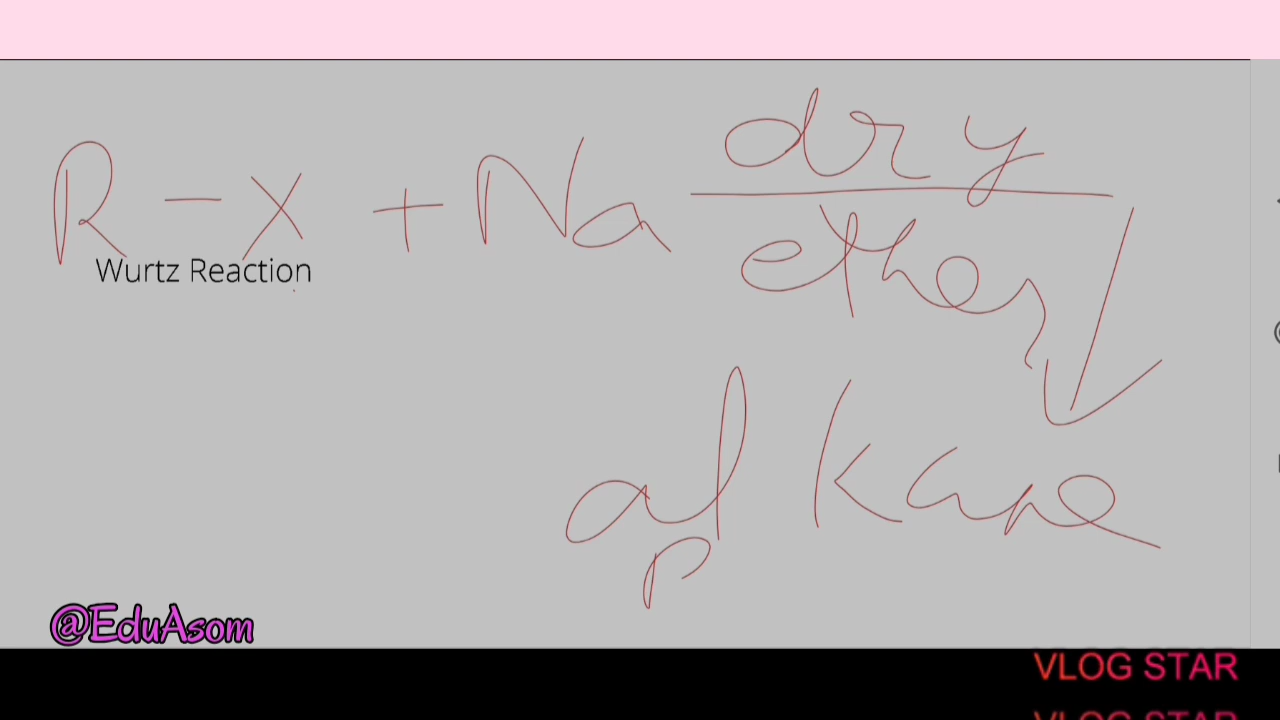 R - X + Na dry
ether
Wurtz Reaction
alkane
@EduAsom
VLOG STAR